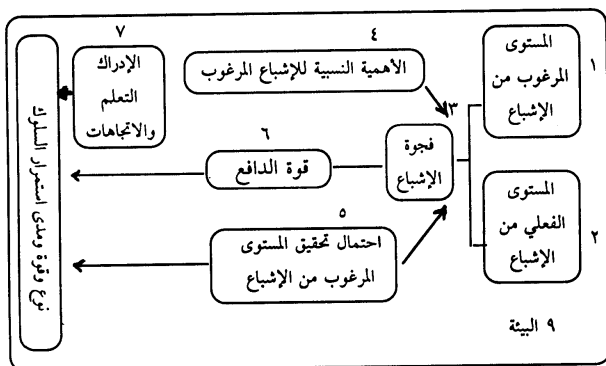 ١
المستوى
المرغوب من
الإشباع
٢
المستوى
الفعلي من
الإشباع
٣
فجوة
الإشباع
٤
الأهمية النسبية للإشباع المرغوب
٥
احتمال تحقيق المستوى
المرغوب من الإشباع
٦
قوة الدافع
٧
الإدراك
التعلم
والاتجاهات
نوع وقوة ومدى استمرار السلوك
٩ البيئة